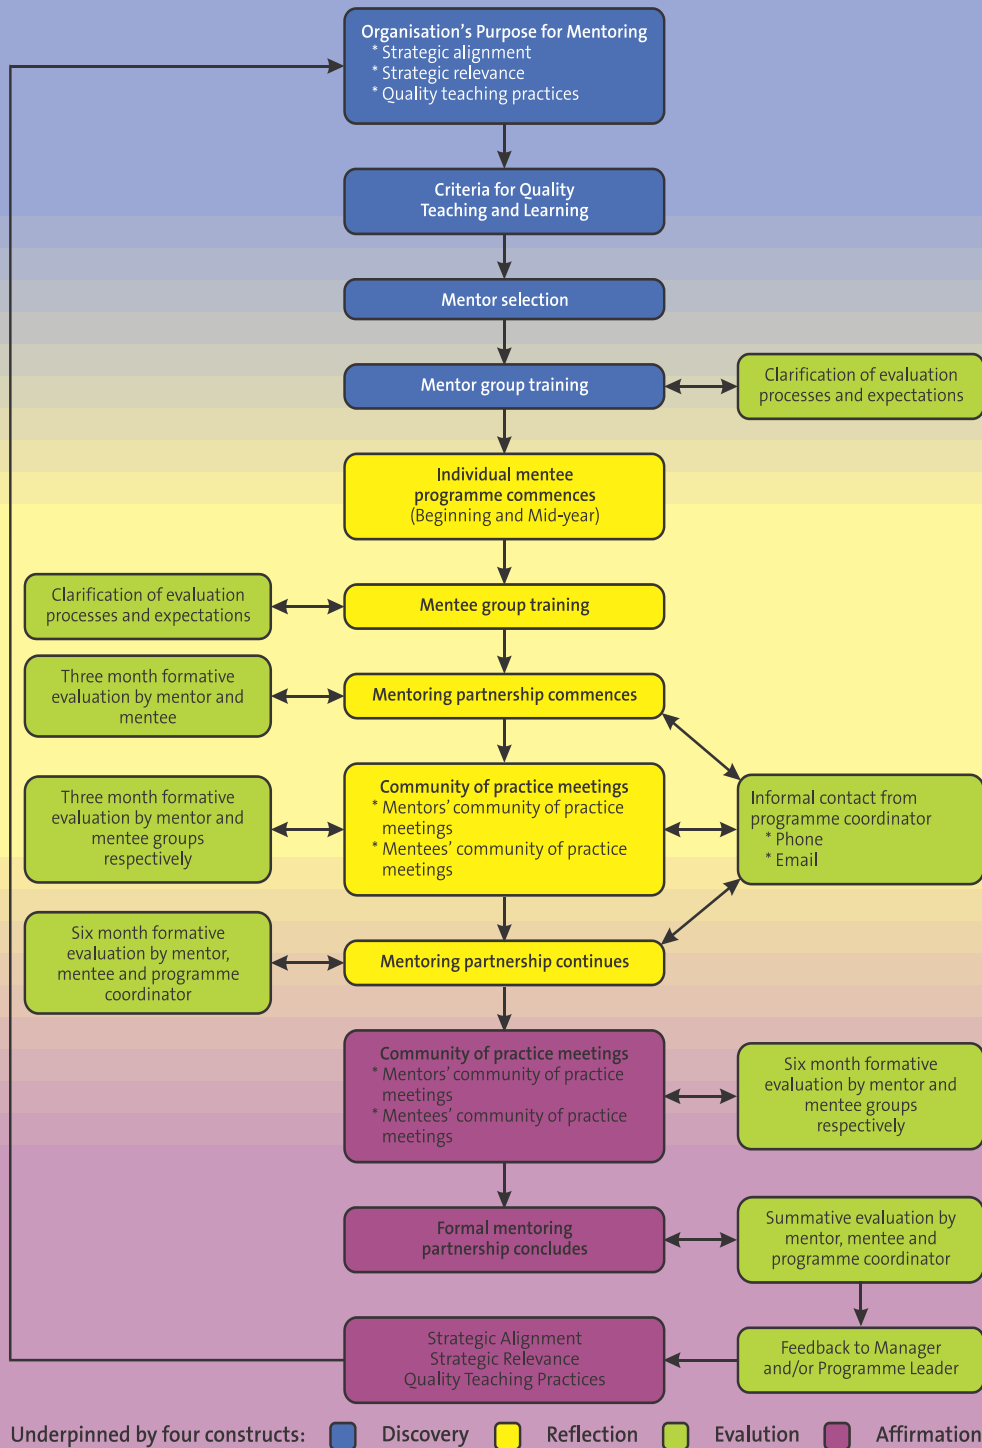 Organisation's Purpose for Mentoring
* Strategic alignment
* Strategic relevance
* Quality teaching practices
Criteria for Quality
Teaching and Learning
Mentor selection
Mentor group training
Clarification of evaluation
processes and expectations
Individual mentee
programme commences
(Beginning and Mid-year)
Clarification of evaluation
processes and expectations
Mentee group training
Three month formative
evaluation by mentor and
mentee
Mentoring partnership commences
Three month formative
evaluation by mentor and
mentee groups
respectively
Community of practice meetings
* Mentors' community of practice
meetings
* Mentees' community of practice
meetings
Informal contact from
programme coordinator
* Phone
* Email
Six month formative
evaluation by mentor,
mentee and programme
coordinator
Mentoring partnership continues
Community of practice meetings
* Mentors' community of practice
meetings
* Mentees' community of practice
meetings
Six month formative
evaluation by mentor and
mentee groups
respectively
Formal mentoring
partnership concludes
Summative evaluation by
mentor, mentee and
programme coordinator
Strategic Alignment
Strategic Relevance
Quality Teaching Practices
Feedback to Manager
and/or Programme Leader
Underpinned by four constructs: Discovery Reflection Evalution Affirmation